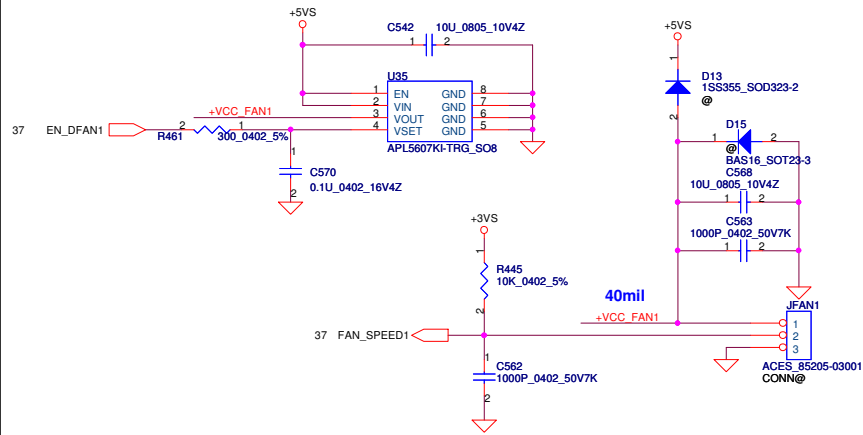 +5VS
C542 10U_0805_10V4Z
1 2
U35
1 EN GND 8
2 VIN GND 7
3 VOUT GND 6
4 VSET GND 5
APL5607KI-TRG_SO8
+VCC_FAN1
37 EN_DFAN1
2 1
R461 300_0402_5%
1
C570
0.1U_0402_16V4Z
2
+5VS
1
D13
1SS355_SOD323-2
@
2
D15
1 2
@
BAS16_SOT23-3
C568
10U_0805_10V4Z
1 2
C563
1000P_0402_50V7K
1 2
+3VS
1
R445
10K_0402_5%
2
40mil
+VCC_FAN1
JFAN1
1
2
3
ACES_85205-03001
CONN@
37 FAN_SPEED1
1
C562
1000P_0402_50V7K
2